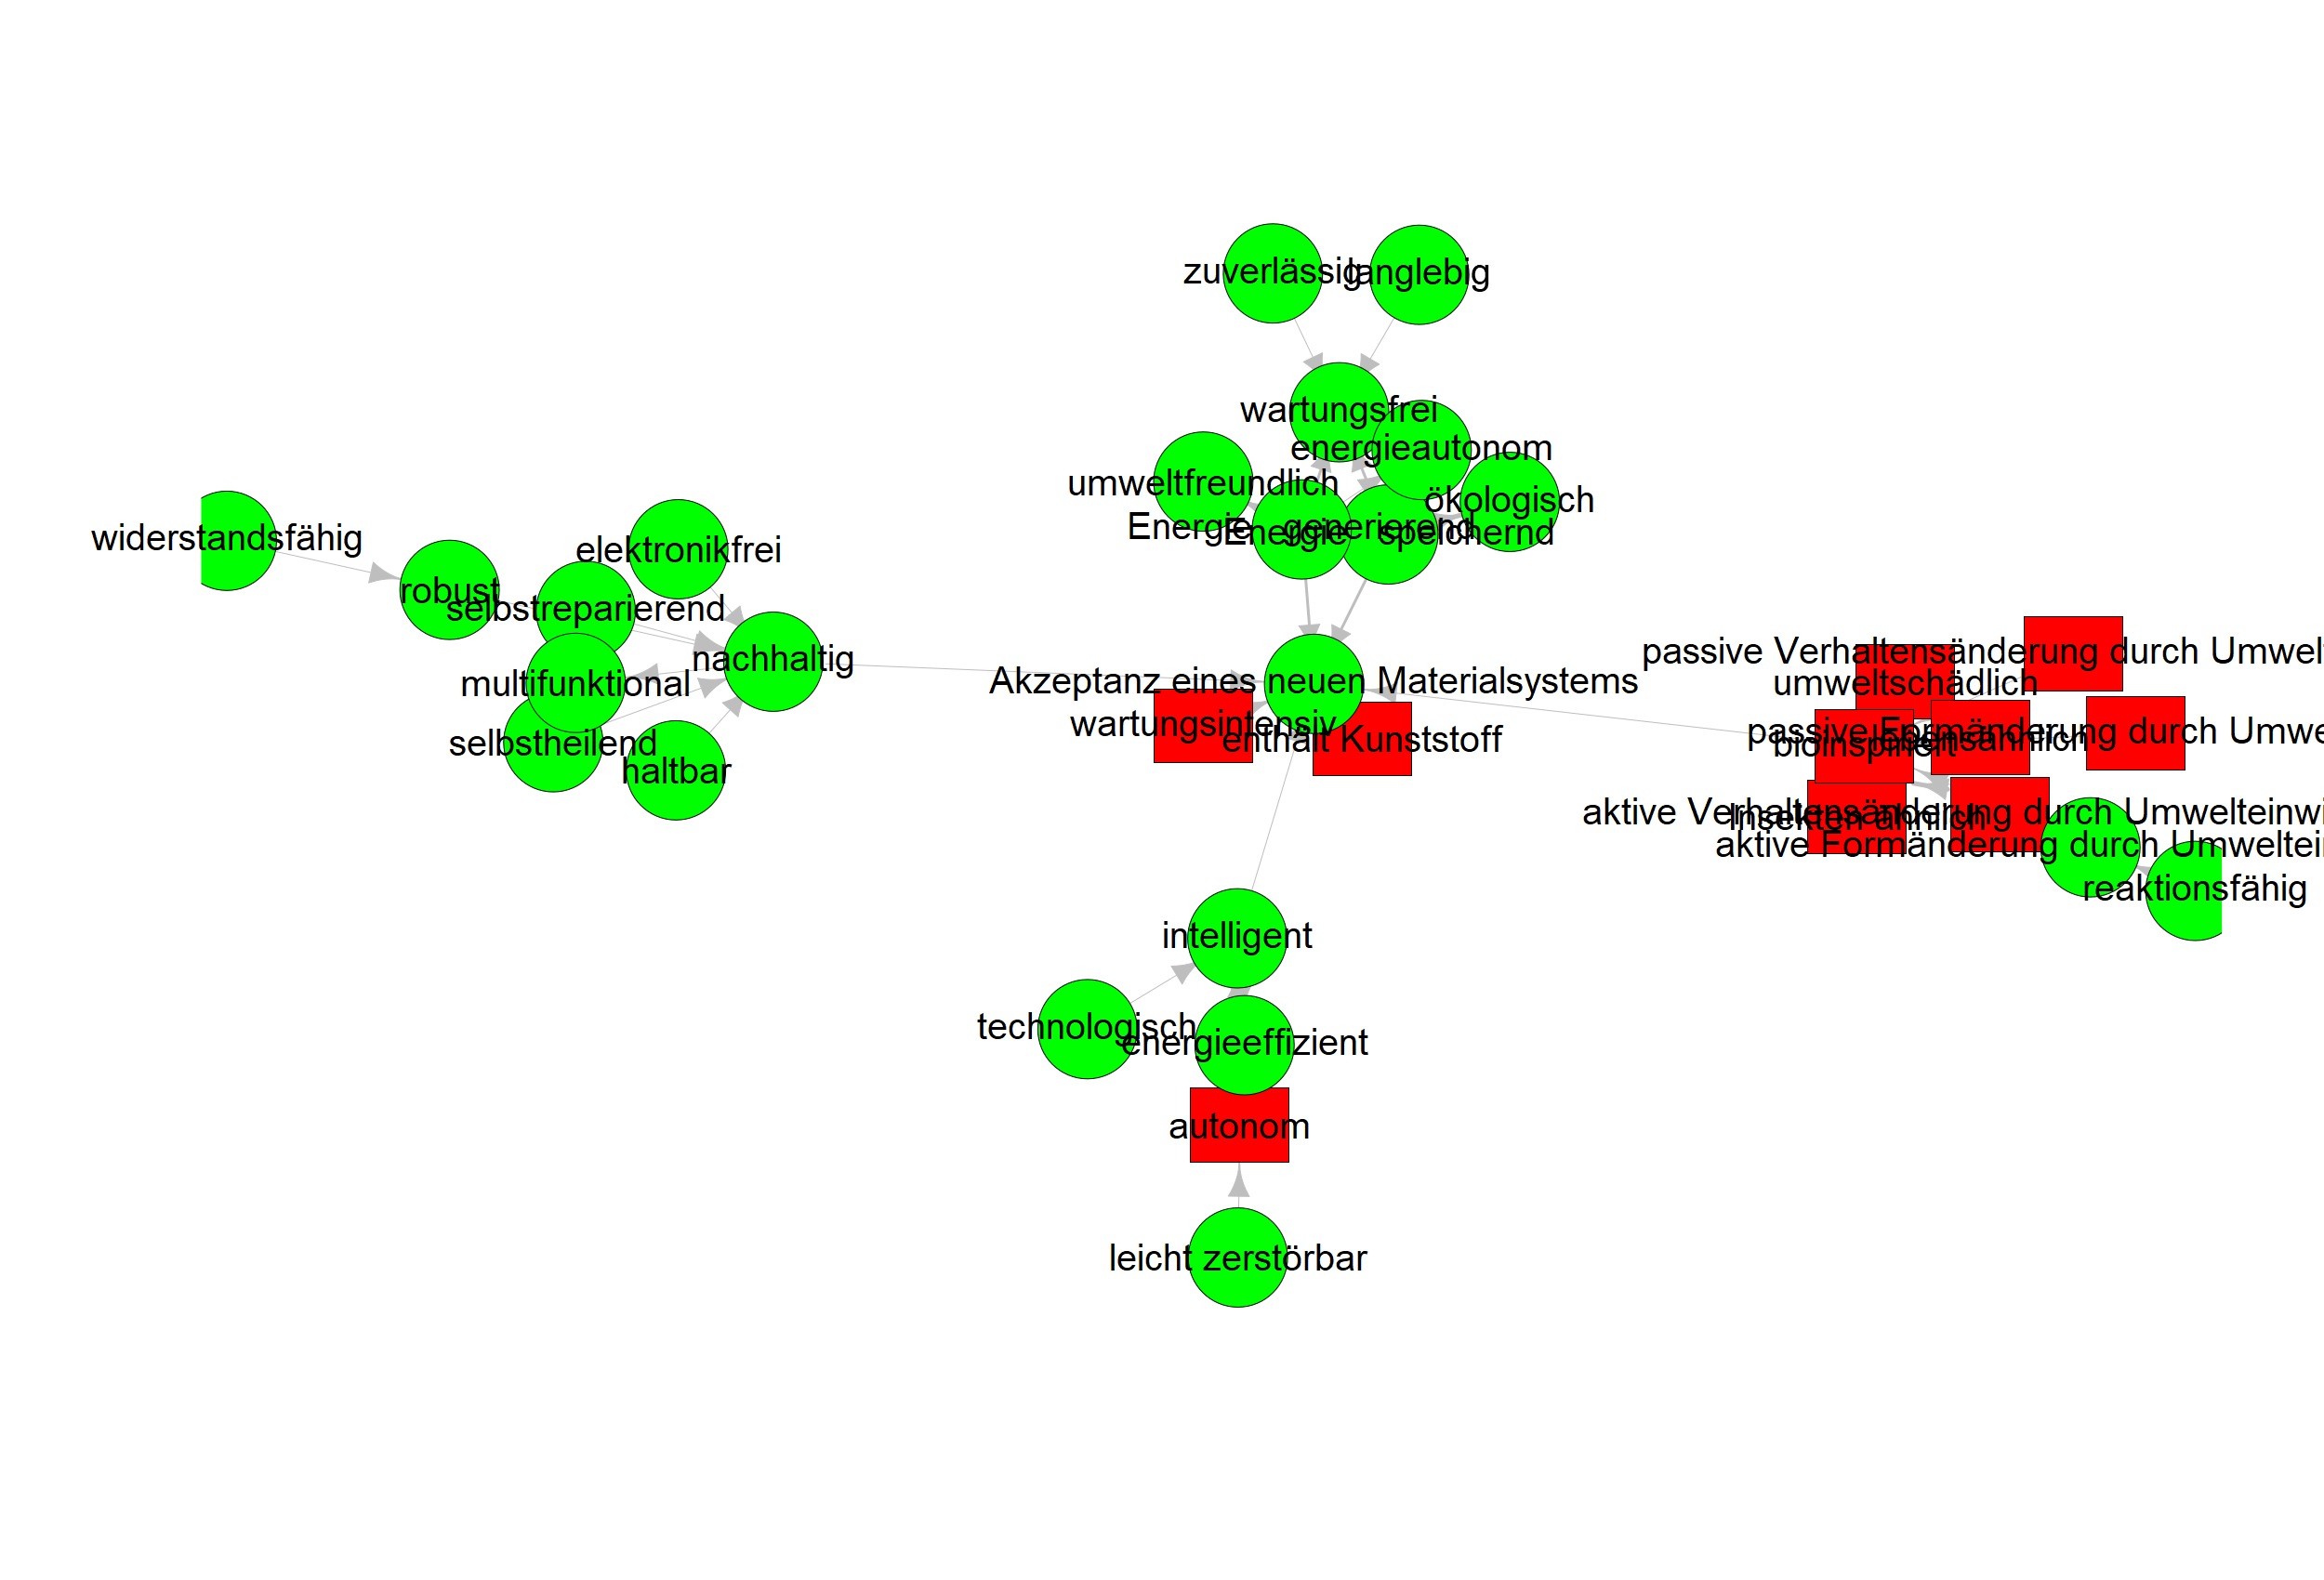 zuverlässig
langlebig
wartungsfrei
energieautonom
umweltfreundlich
ökologisch
Energie generierend
Energie speichernd
widerstandsfähig
elektronikfrei
robust
selbstreparierend
nachhaltig
multifunktional
selbstheilend
haltbar
Akzeptanz eines neuen Materialsystems
wartungsintensiv
enthält Kunststoff
passive Verhaltensänderung durch Umwel
umweltschädlich
passive Formänderung durch Umwe
bioinspiriert
aktive Verhaltensänderung durch Umwelteinwi
Insekten ähnlich
aktive Formänderung durch Umweltei
reaktionsfähig
intelligent
technologisch
energieeffizient
autonom
leicht zerstörbar